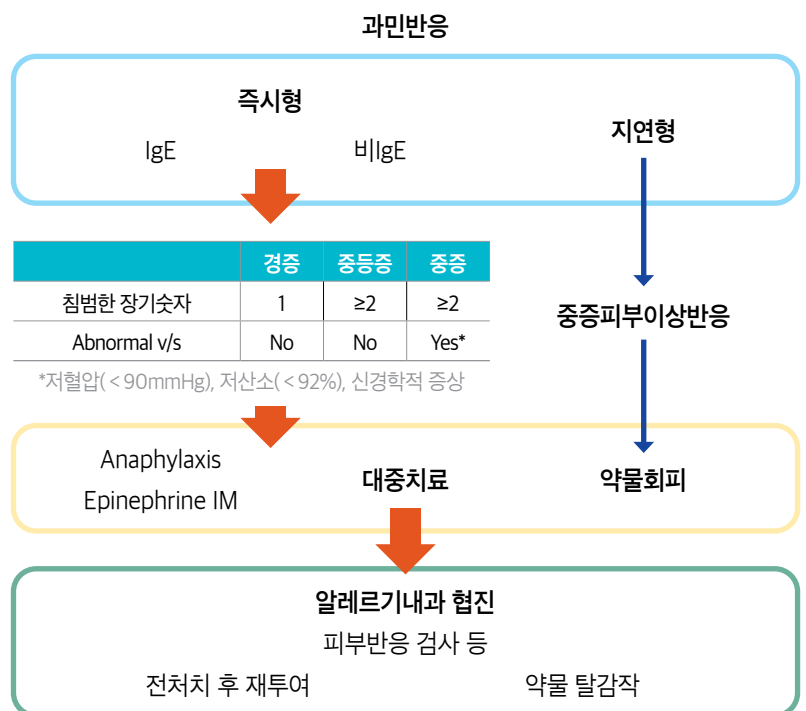 과민반응
즉시형
지연형
IgE 비IgE
경증 중등증 중증
침범한 장기숫자 1 ≥2 ≥2
Abnormal v/s No No Yes*
*저혈압( < 90mmHg), 저산소( < 92%), 신경학적 증상
중증피부이상반응
Anaphylaxis
Epinephrine IM
대중치료
약물회피
알레르기내과 협진
피부반응 검사 등
전처치 후 재투여 약물 탈감작